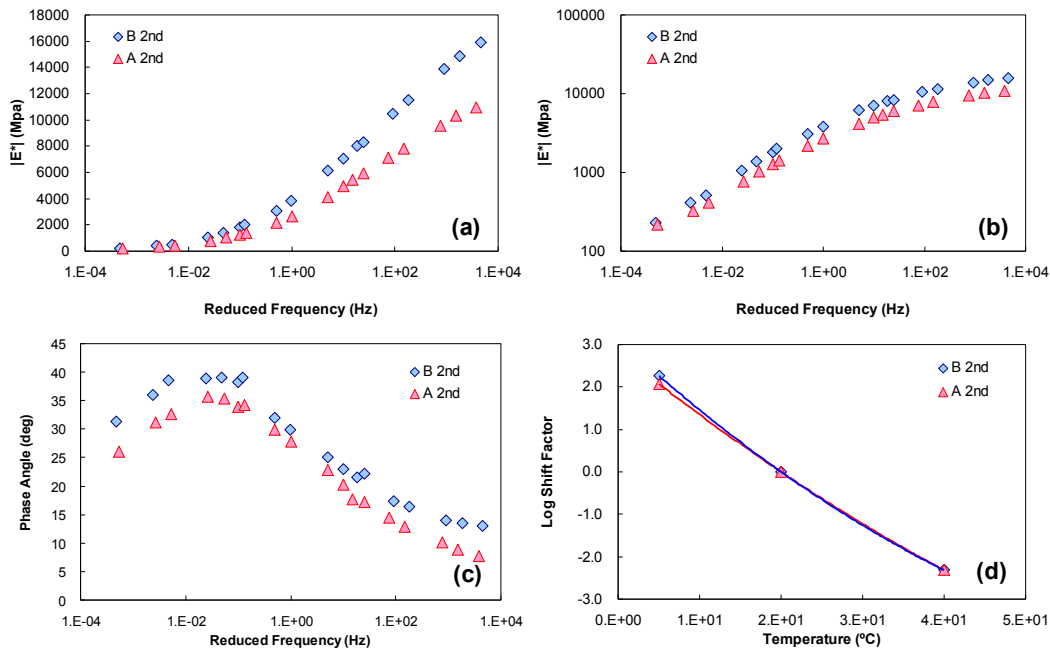 18000
16000
14000
12000
10000
8000
6000
4000
2000
0
|E*| (Mpa)
B 2nd
A 2nd
(a)
1.E-04 1.E-02 1.E+00 1.E+02 1.E+04
Reduced Frequency (Hz)
100000
10000
1000
100
|E*| (Mpa)
B 2nd
A 2nd
(b)
1.E-04 1.E-02 1.E+00 1.E+02 1.E+04
Reduced Frequency (Hz)
45
40
35
30
25
20
15
10
5
0
Phase Angle (deg)
B 2nd
A 2nd
(c)
1.E-04 1.E-02 1.E+00 1.E+02 1.E+04
Reduced Frequency (Hz)
3.0
2.0
1.0
0.0
-1.0
-2.0
-3.0
Log Shift Factor
B 2nd
A 2nd
(d)
0.E+00 1.E+01 2.E+01 3.E+01 4.E+01 5.E+01
Temperature (ºC)